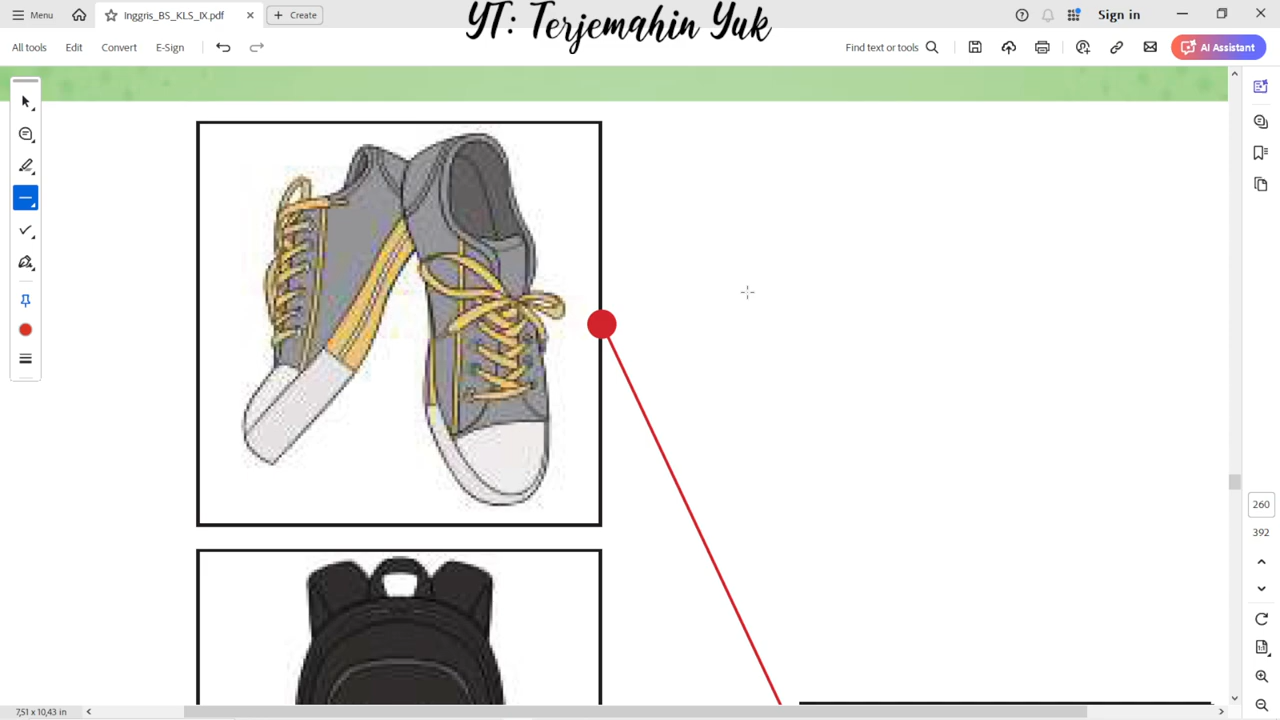 Menu
Inggris_BS_KLS_IX.pdf
Create
YT: Terjemahin Yuk
Sign in
All tools
Edit
Convert
E-Sign
Find text or tools
AI Assistant
260
392
7,51 x 10,43 in